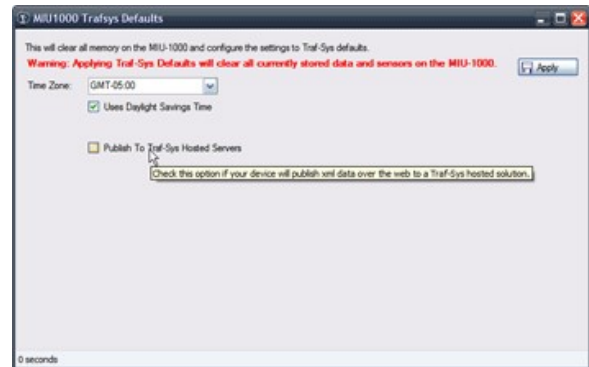 MIU1000 Trafsys Defaults
This will clear all memory on the MIU-1000 and configure the settings to Traf-Sys defaults.
Warning: Applying Traf-Sys Defaults will clear all currently stored data and sensors on the MIU-1000.
Apply
Time Zone: GMT-05:00
Uses Daylight Savings Time
Publish To Traf-Sys Hosted Servers
Check this option if your device will publish xml data over the web to a Traf-Sys hosted solution.
0 seconds